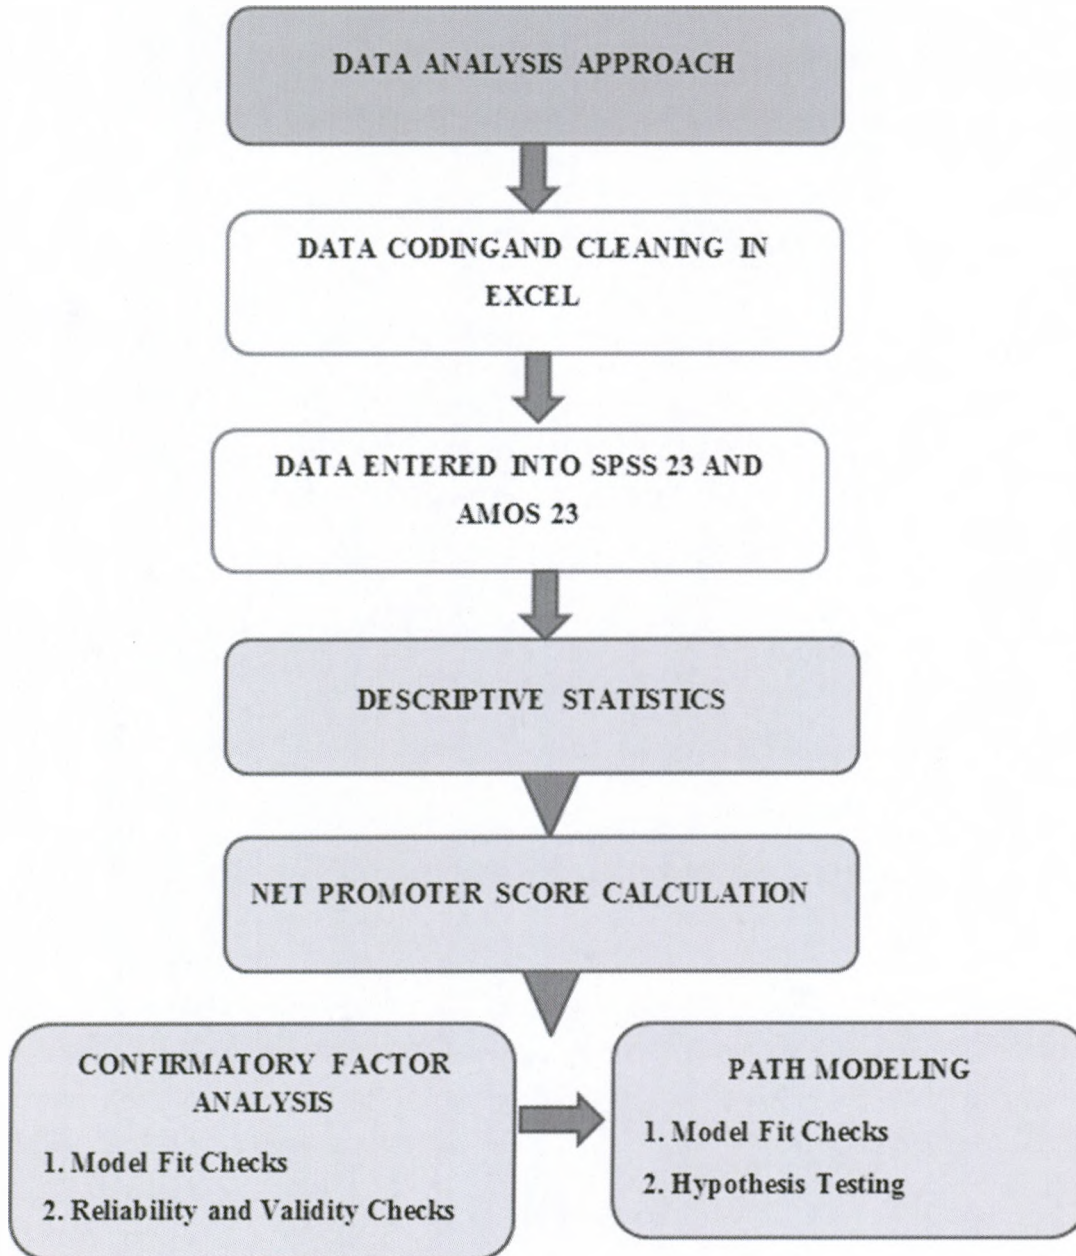 DATA ANALYSIS APPROACH
DATA CODINGAND CLEANING IN
EXCEL
DATA ENTERED INTO SPSS 23 AND
AMOS 23
DESCRIPTIVE STATISTICS
NET PROMOTER SCORE CALCULATION
CONFIRMATORY FACTOR
ANALYSIS
1. Model Fit Checks
2. Reliability and Validity Checks
PATH MODELING
1. Model Fit Checks
2. Hypothesis Testing